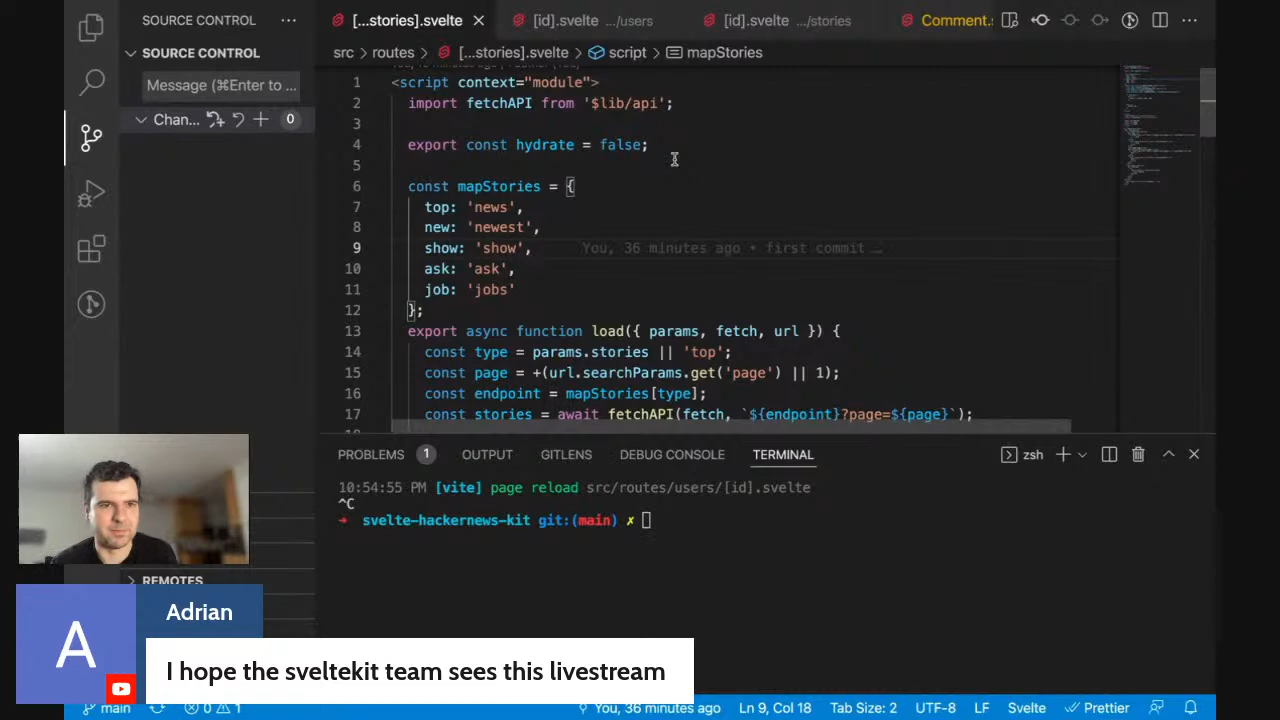 SOURCE CONTROL
[...stories].svelte
[id].svelte .../users
[id].svelte .../stories
Comment.s
SOURCE CONTROL
src > routes > [...stories].svelte > script > mapStories
Message (⌘Enter to ...
Chan... 0
1 <script context="module">
2 import fetchAPI from '$lib/api';
3
4 export const hydrate = false;
5
6 const mapStories = {
7 top: 'news',
8 new: 'newest',
9 show: 'show', You, 36 minutes ago • first commit …
10 ask: 'ask',
11 job: 'jobs'
12 };
13 export async function load({ params, fetch, url }) {
14 const type = params.stories || 'top';
15 const page = +(url.searchParams.get('page') || 1);
16 const endpoint = mapStories[type];
17 const stories = await fetchAPI(fetch, `${endpoint}?page=${page}`);
PROBLEMS 1 OUTPUT GITLENS DEBUG CONSOLE TERMINAL zsh
10:54:55 PM [vite] page reload src/routes/users/[id].svelte
^C
→ svelte-hackernews-kit git:(main) ✗
REMOTES
A
Adrian
I hope the sveltekit team sees this livestream
main 0 1 You, 36 minutes ago Ln 9, Col 18 Tab Size: 2 UTF-8 LF Svelte Prettier